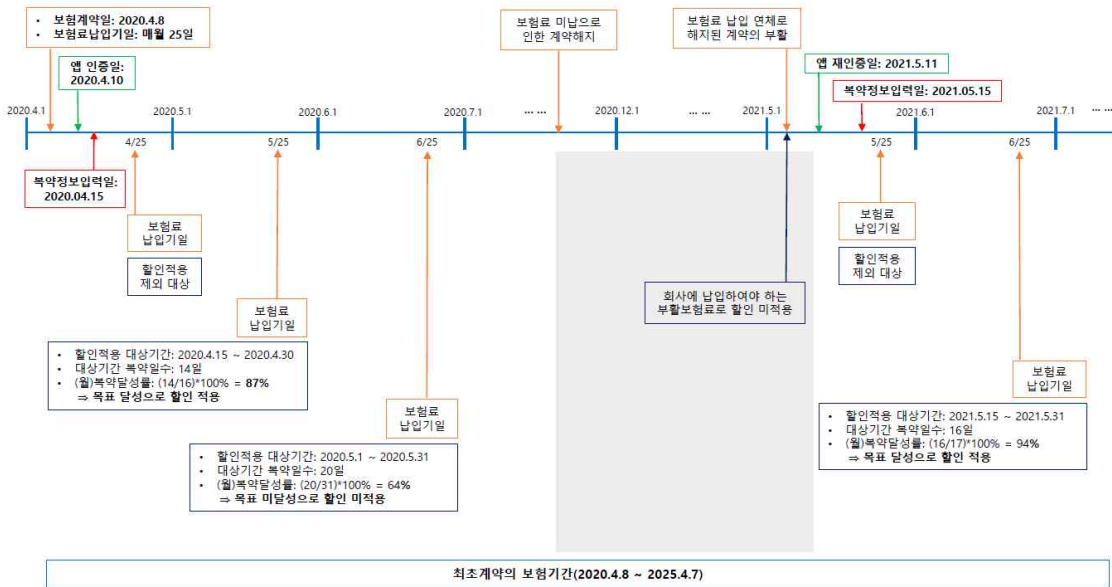 • 보험계약일: 2020.4.8
• 보험료납입기일: 매월 25일
앱 인증일:
2020.4.10
보험료 미납으로
인한 계약해지
보험료 납입 연체로
해지된 계약의 부활
앱 재인증일: 2021.5.11
복약정보입력일: 2021.05.15
2020.4.1
2020.5.1
2020.6.1
2020.7.1
... ...
2020.12.1
... ...
2021.5.1
2021.6.1
2021.7.1
... ...
4/25
5/25
6/25
5/25
6/25
복약정보입력일:
2020.04.15
보험료
납입기일
할인적용
제외 대상
보험료
납입기일
할인적용
제외 대상
회사에 납입하여야 하는
부활보험료로 할인 미적용
보험료
납입기일
• 할인적용 대상기간: 2020.4.15 ~ 2020.4.30
• 대상기간 복약일수: 14일
• (월)복약달성률: (14/16)*100% = 87%
⇒ 목표 달성으로 할인 적용
보험료
납입기일
• 할인적용 대상기간: 2020.5.1 ~ 2020.5.31
• 대상기간 복약일수: 20일
• (월)복약달성률: (20/31)*100% = 64%
⇒ 목표 미달성으로 할인 미적용
보험료
납입기일
• 할인적용 대상기간: 2021.5.15 ~ 2021.5.31
• 대상기간 복약일수: 16일
• (월)복약달성률: (16/17)*100% = 94%
⇒ 목표 달성으로 할인 적용
최초계약의 보험기간(2020.4.8 ~ 2025.4.7)